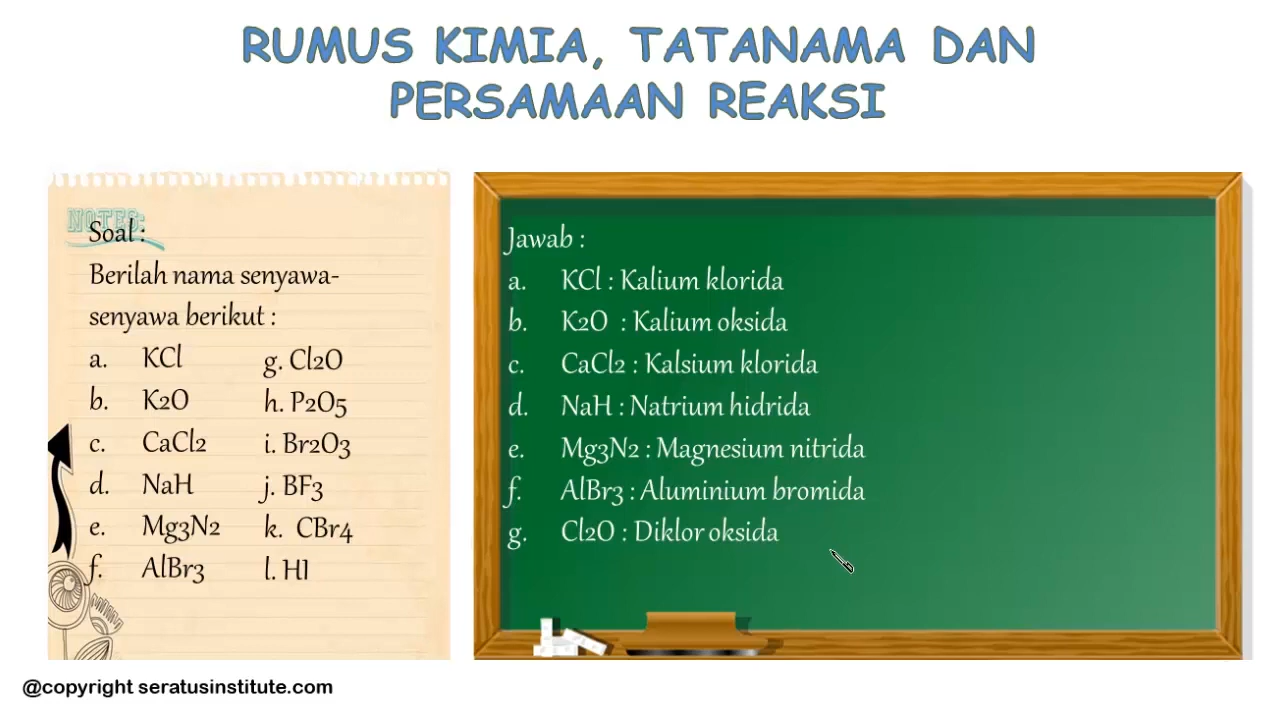 RUMUS KIMIA, TATANAMA DAN
PERSAMAAN REAKSI
NOTES:
Soal :
Berilah nama senyawa-
senyawa berikut :
a. KCl g. Cl2O
b. K2O h. P2O5
c. CaCl2 i. Br2O3
d. NaH j. BF3
e. Mg3N2 k. CBr4
f. AlBr3 l. HI
Jawab :
a. KCl : Kalium klorida
b. K2O : Kalium oksida
c. CaCl2 : Kalsium klorida
d. NaH : Natrium hidrida
e. Mg3N2 : Magnesium nitrida
f. AlBr3 : Aluminium bromida
g. Cl2O : Diklor oksida
@copyright seratusinstitute.com